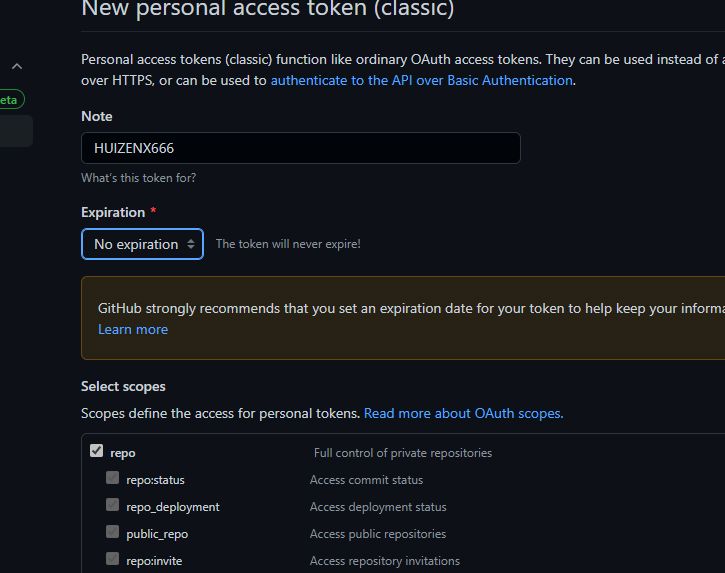 New personal access token (classic)
Personal access tokens (classic) function like ordinary OAuth access tokens. They can be used instead of
over HTTPS, or can be used to authenticate to the API over Basic Authentication.
eta
Note
HUIZENX666
What's this token for?
Expiration *
No expiration
The token will never expire!
GitHub strongly recommends that you set an expiration date for your token to help keep your
Learn more
Select scopes
Scopes define the access for personal tokens. Read more about OAuth scopes.
repo Full control of private repositories
repo:status Access commit status
repo_deployment Access deployment status
public_repo Access public repositories
repo:invite Access repository invitations